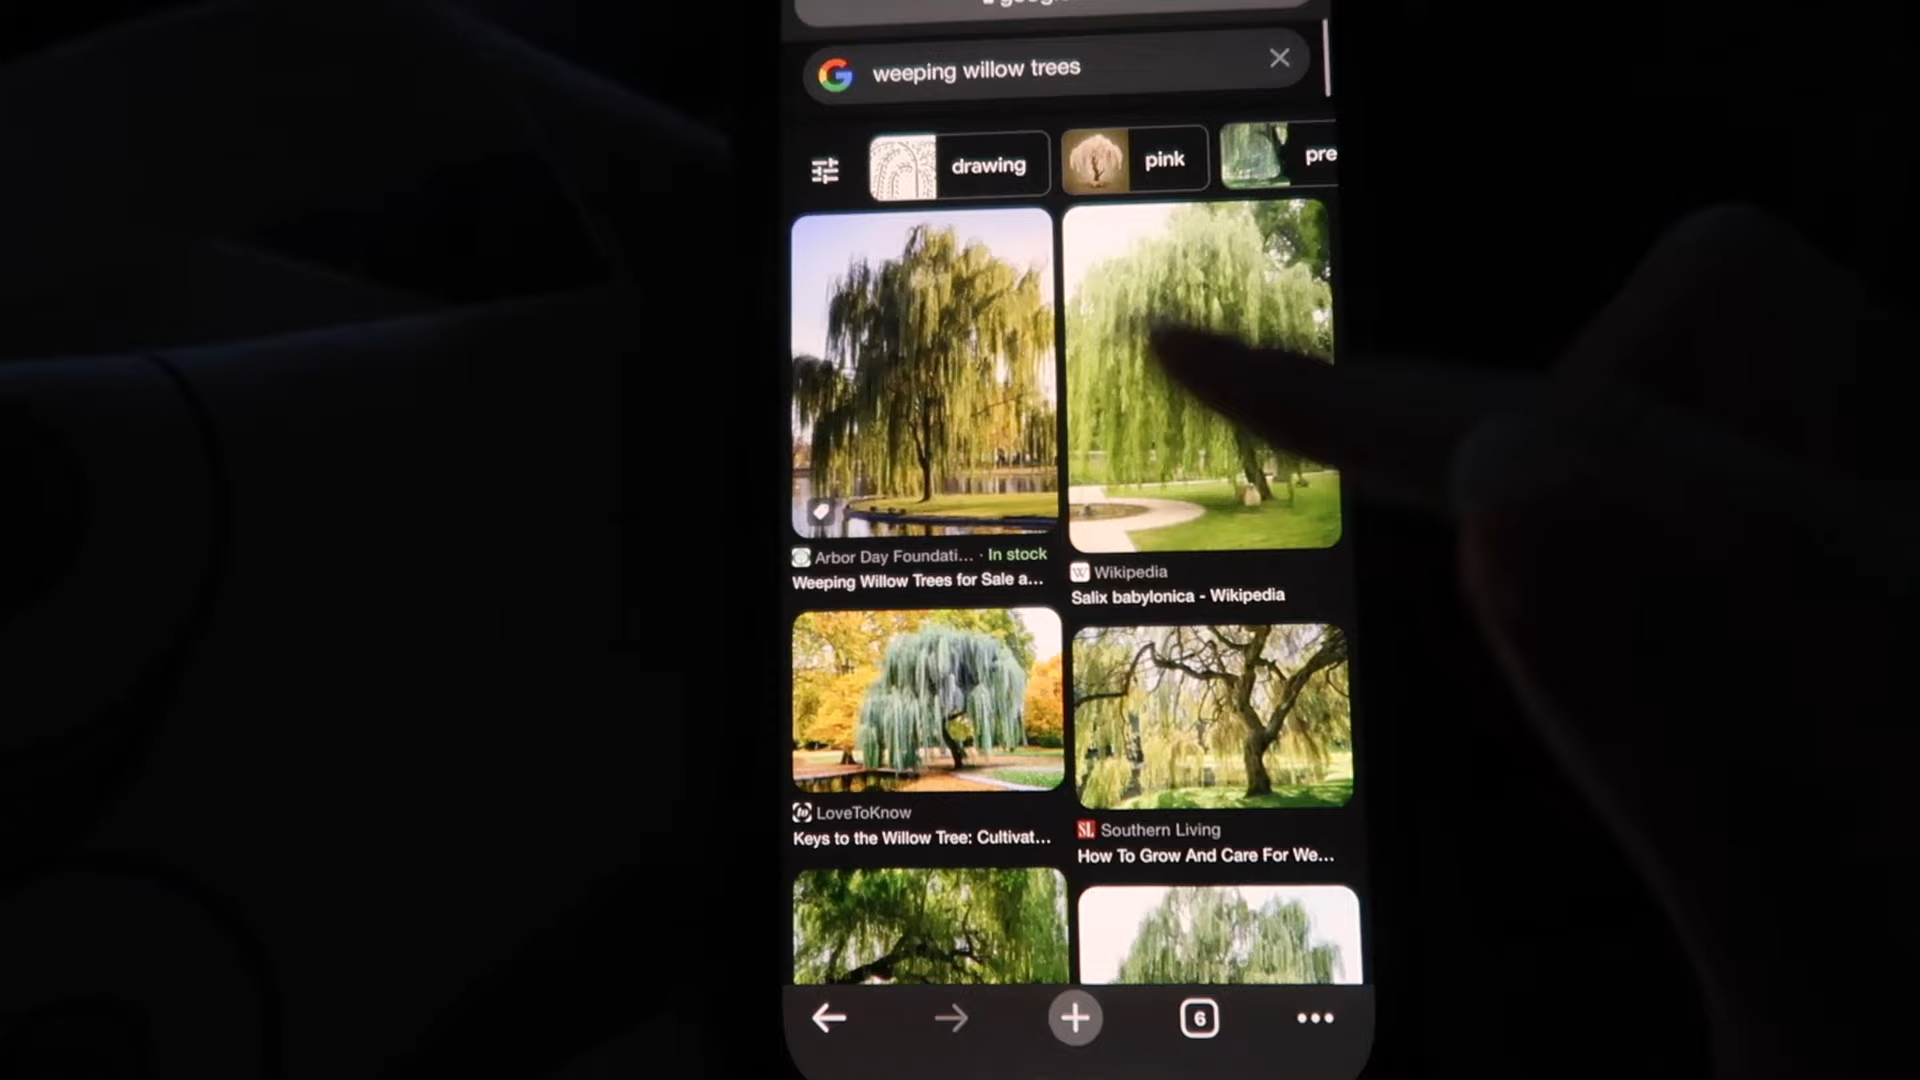 weeping willow trees
drawing
pink
pre
Arbor Day Foundati... · In stock
Weeping Willow Trees for Sale a...
Wikipedia
Salix babylonica - Wikipedia
LoveToKnow
Keys to the Willow Tree: Cultivat...
SL Southern Living
How To Grow And Care For We...
6